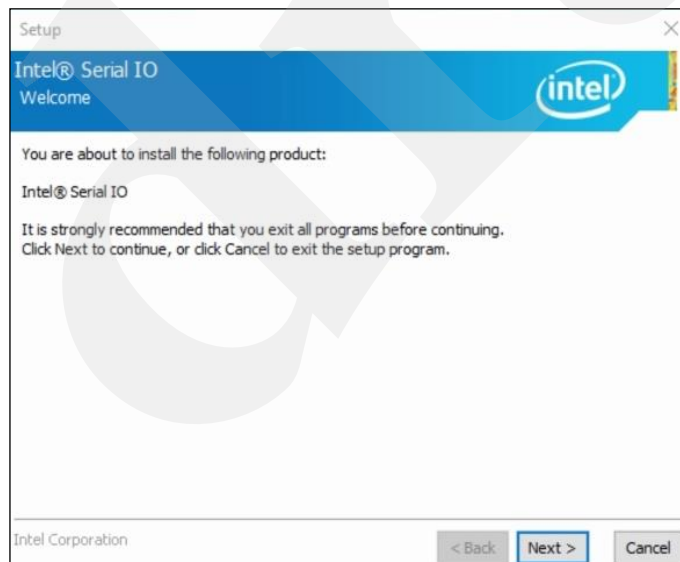 Setup
Intel® Serial IO
Welcome
intel
You are about to install the following product:
Intel® Serial IO
It is strongly recommended that you exit all programs before continuing.
Click Next to continue, or click Cancel to exit the setup program.
Intel Corporation
< Back Next > Cancel